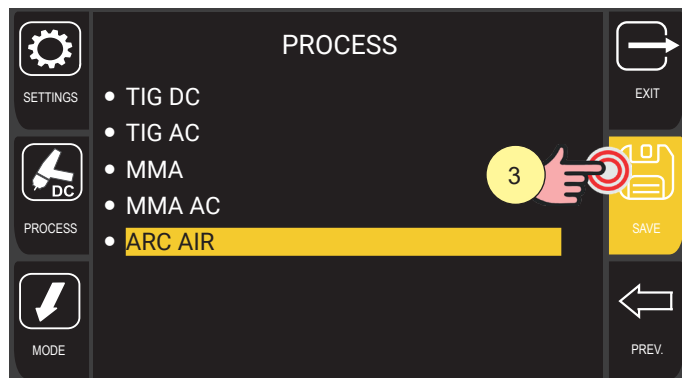 PROCESS
SETTINGS
EXIT
• TIG DC
• TIG AC
• MMA
• MMA AC
• ARC AIR
3
DC
PROCESS
SAVE
MODE
PREV.